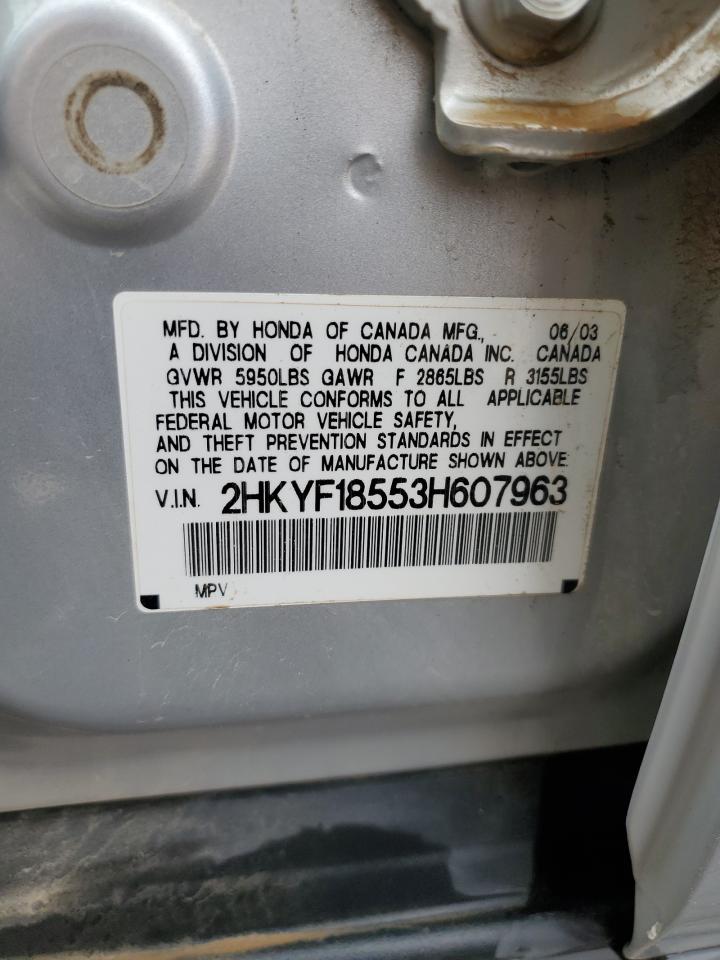 MFD. BY HONDA OF CANADA MFG., 06/03
A DIVISION OF HONDA CANADA INC. CANADA
GVWR 5950LBS GAWR F 2865LBS R 3155LBS
THIS VEHICLE CONFORMS TO ALL APPLICABLE
FEDERAL MOTOR VEHICLE SAFETY,
AND THEFT PREVENTION STANDARDS IN EFFECT
ON THE DATE OF MANUFACTURE SHOWN ABOVE.
V.I.N. 2HKYF18553H607963
MPV